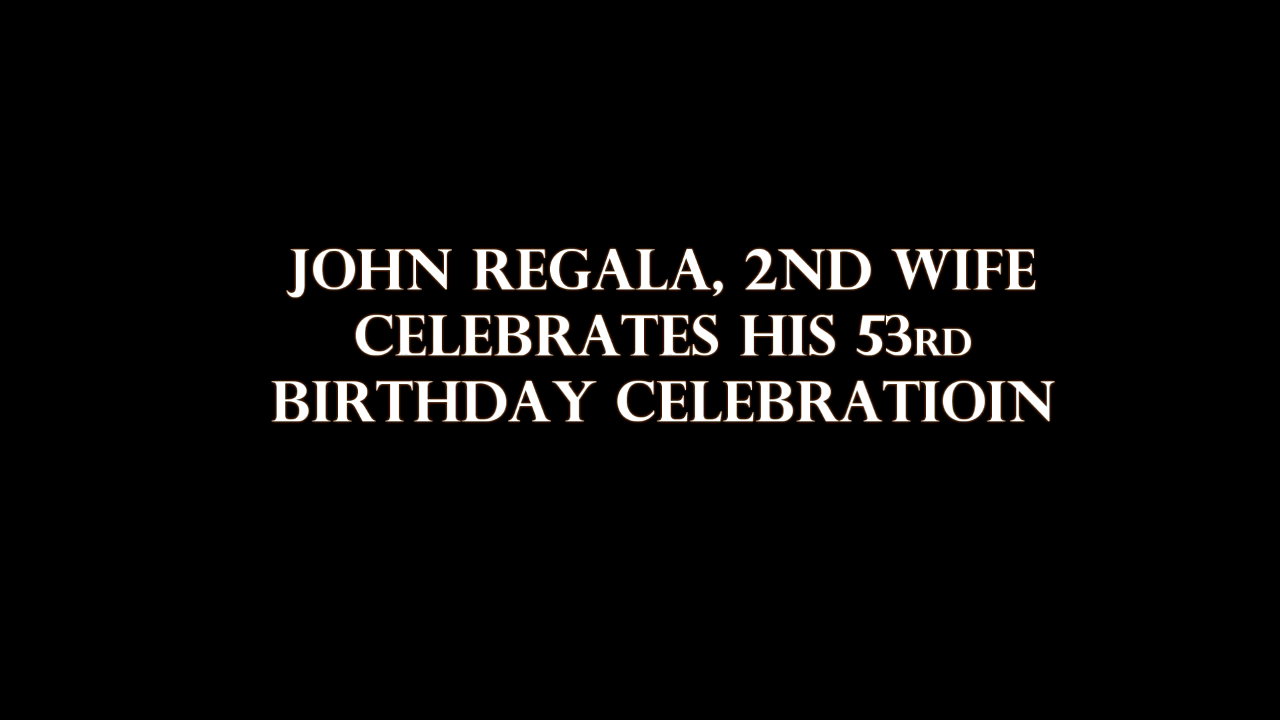 JOHN REGALA, 2ND WIFE
CELEBRATES HIS 53RD
BIRTHDAY CELEBRATIOIN